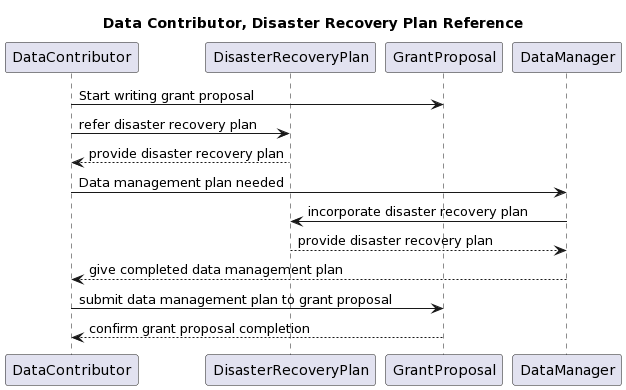 Data Contributor, Disaster Recovery Plan Reference
DataContributor DisasterRecoveryPlan GrantProposal DataManager
Start writing grant proposal
refer disaster recovery plan
provide disaster recovery plan
Data management plan needed
incorporate disaster recovery plan
provide disaster recovery plan
give completed data management plan
submit data management plan to grant proposal
confirm grant proposal completion
DataContributor DisasterRecoveryPlan GrantProposal DataManager